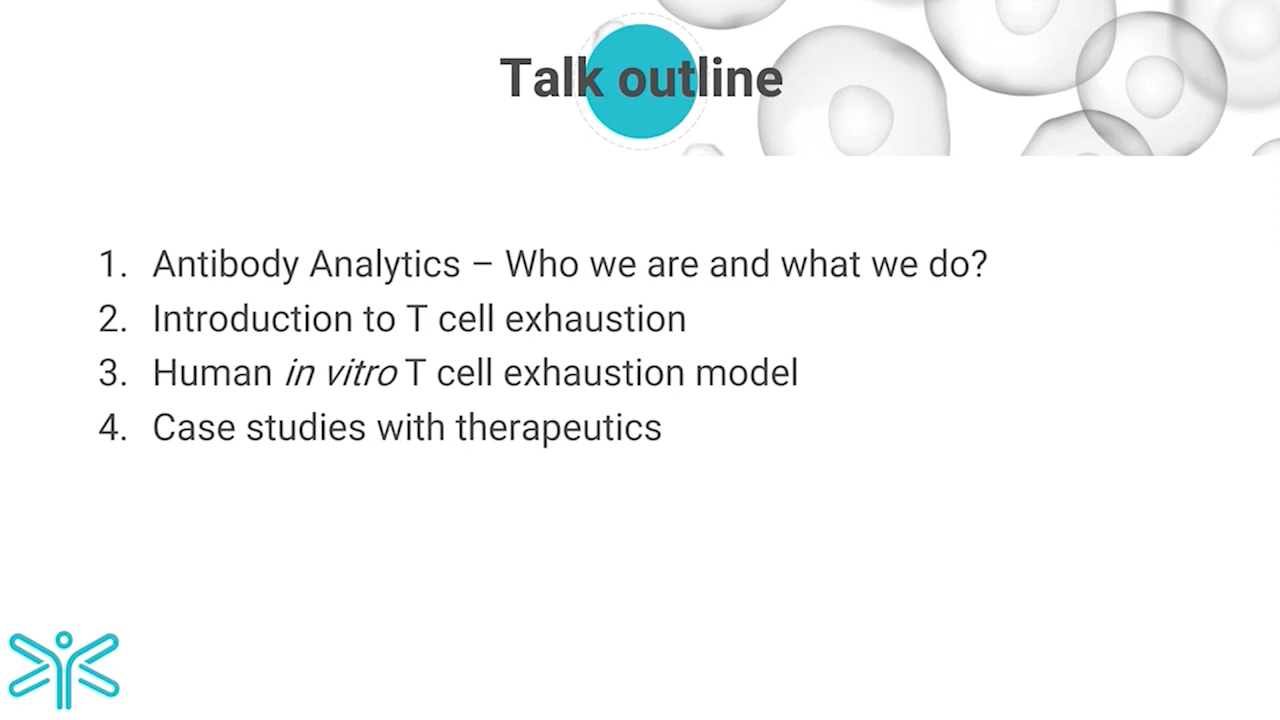 Talk outline
1. Antibody Analytics – Who we are and what we do?
2. Introduction to T cell exhaustion
3. Human in vitro T cell exhaustion model
4. Case studies with therapeutics